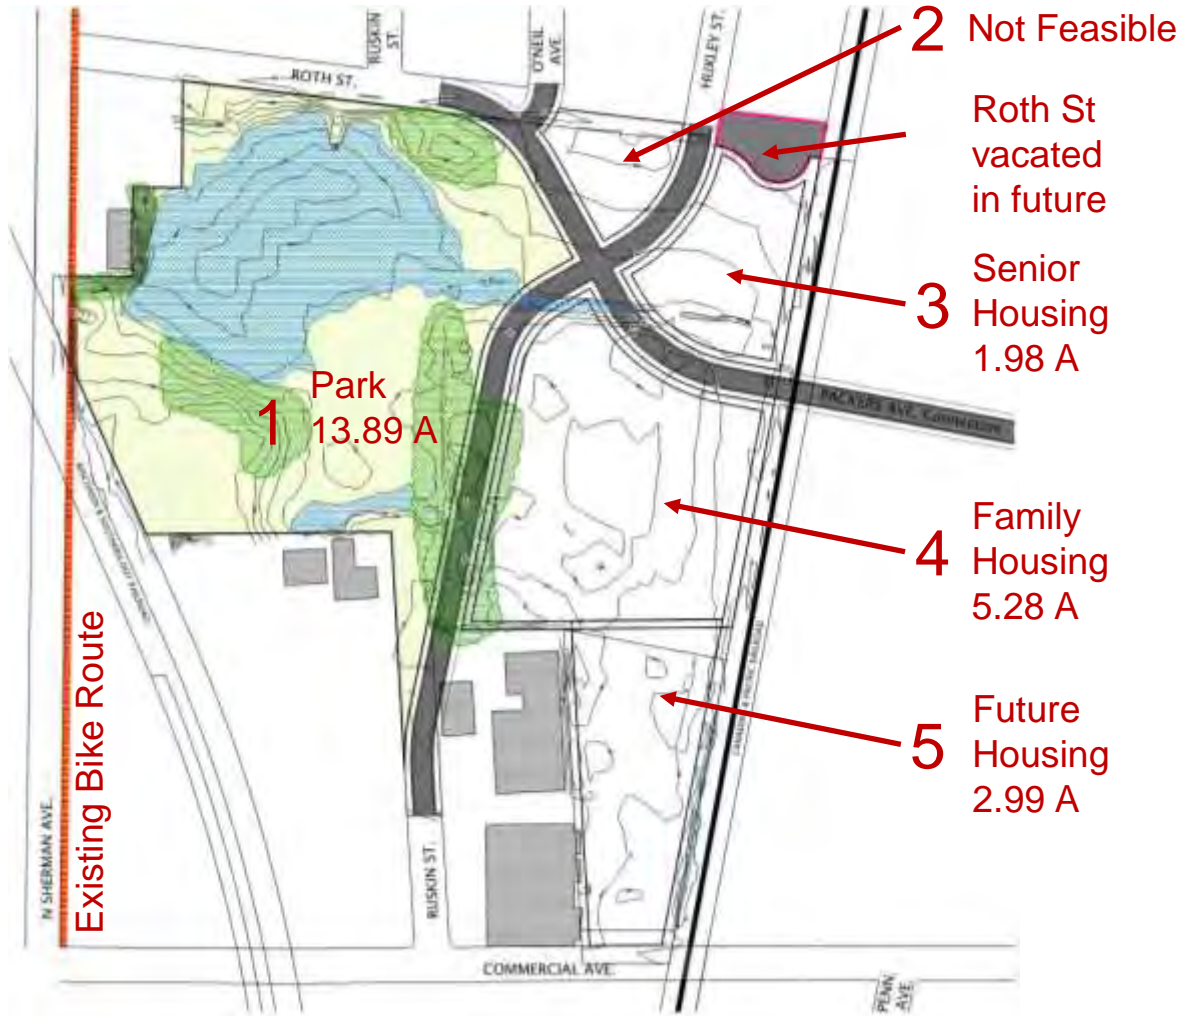 2 Not Feasible
Roth St
vacated
in future
3 Senior
Housing
1.98 A
1 Park
13.89 A
4 Family
Housing
5.28 A
5 Future
Housing
2.99 A
Existing Bike Route
N SHERMAN AVE.
ROTH ST.
RUSKIN
ST.
O'NEIL
AVE.
HUXLEY ST.
PACKERS AVE.
RUSKIN ST.
COMMERCIAL AVE.
PENN
AVE.